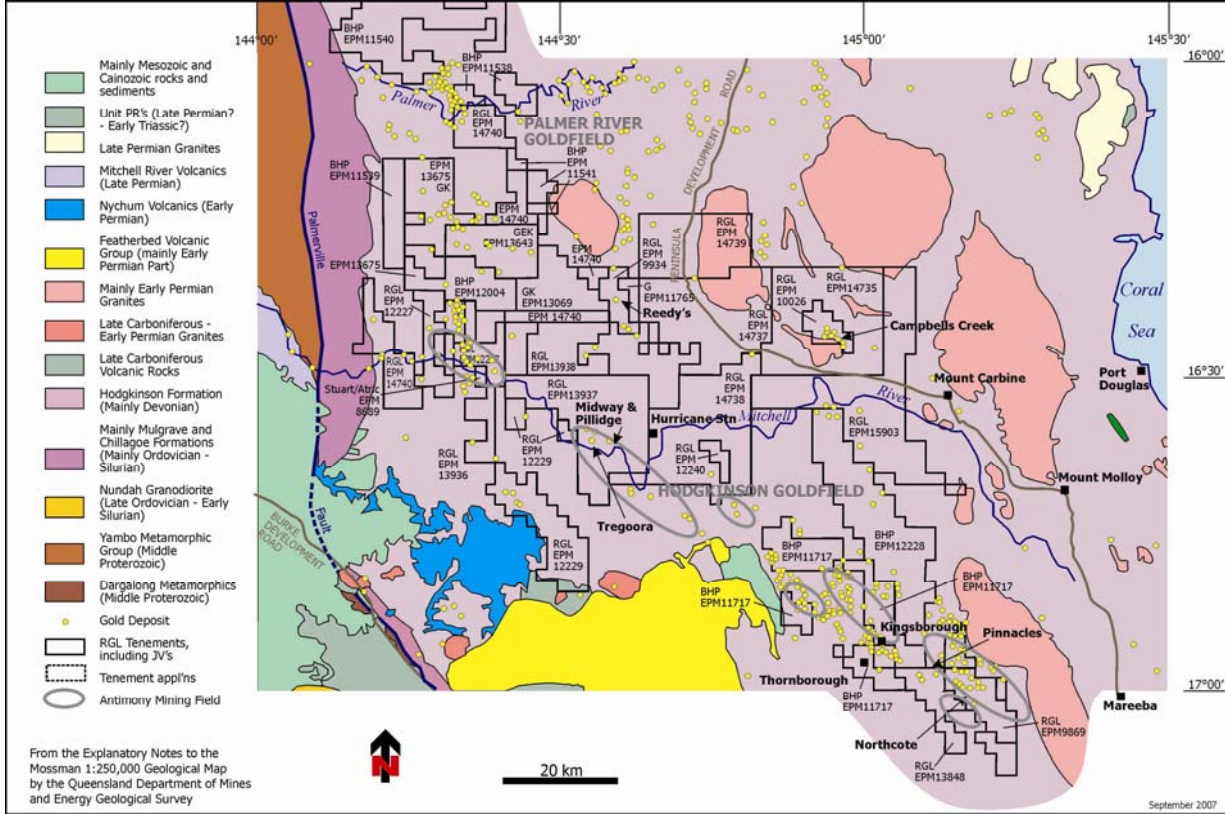 144°00'
144°30'
145°00'
145°30'
16°00'
16°30'
17°00'
Mainly Mesozoic and
Cainozoic rocks and
sediments
Unit PR's (Late Permian?
- Early Triassic?)
Late Permian Granites
Mitchell River Volcanics
(Late Permian)
Nychum Volcanics (Early
Permian)
Featherbed Volcanic
Group (mainly Early
Permian Part)
Mainly Early Permian
Granites
Late Carboniferous -
Early Permian Granites
Late Carboniferous
Volcanic Rocks
Hodgkinson Formation
(Mainly Devonian)
Mainly Mulgrave and
Chillagoe Formations
(Mainly Ordovician -
Silurian)
Nundah Granodiorite
(Late Ordovician - Early
Silurian)
Yambo Metamorphic
Group (Middle
Proterozoic)
Dargalong Metamorphics
(Middle Proterozoic)
Gold Deposit
RGL Tenements,
including JV's
Tenement appl'ns
Antimony Mining Field
From the Explanatory Notes to the
Mossman 1:250,000 Geological Map
by the Queensland Department of Mines
and Energy Geological Survey
N
20 km
September 2007
BHP
EPM11540
BHP
EPM11538
Palmer
River
RGL
EPM
14740
PALMER RIVER
GOLDFIELD
BHP
EPM
11541
BHP
EPM11539
EPM
13675
GK
EPM
14740
GEK
EPM13643
EPM
14740
RGL
EPM
9934
G
EPM11765
Reedy's
PENINSULA
DEVELOPMENT
ROAD
RGL
EPM
14739
RGL
EPM
10026
RGL
EPM14735
Campbells Creek
RGL
EPM
14737
Coral
Sea
Port
Douglas
Palmerville
Fault
EPM13675
RGL
EPM
12227
BHP
EPM12004
GK
EPM13069
EPM 14740
RGL
EPM
14740
RGL
EPM13938
Stuart/Atric
EPM
8689
RGL
EPM13937
Midway &
Pillidge
Hurricane Stn
RGL
EPM
14738
Mitchell
River
Mount Carbine
RGL
EPM15903
RGL
EPM
13936
RGL
EPM
12229
RGL
EPM
12240
HODGKINSON GOLDFIELD
Mount Molloy
Tregoora
BURKE
DEVELOPMENT
ROAD
RGL
EPM
12229
BHP
EPM11717
BHP
EPM12228
BHP
EPM11717
BHP
EPM11717
Kingsborough
Pinnacles
Thornborough
BHP
EPM11717
Mareeba
Northcote
RGL
EPM9869
RGL
EPM13848